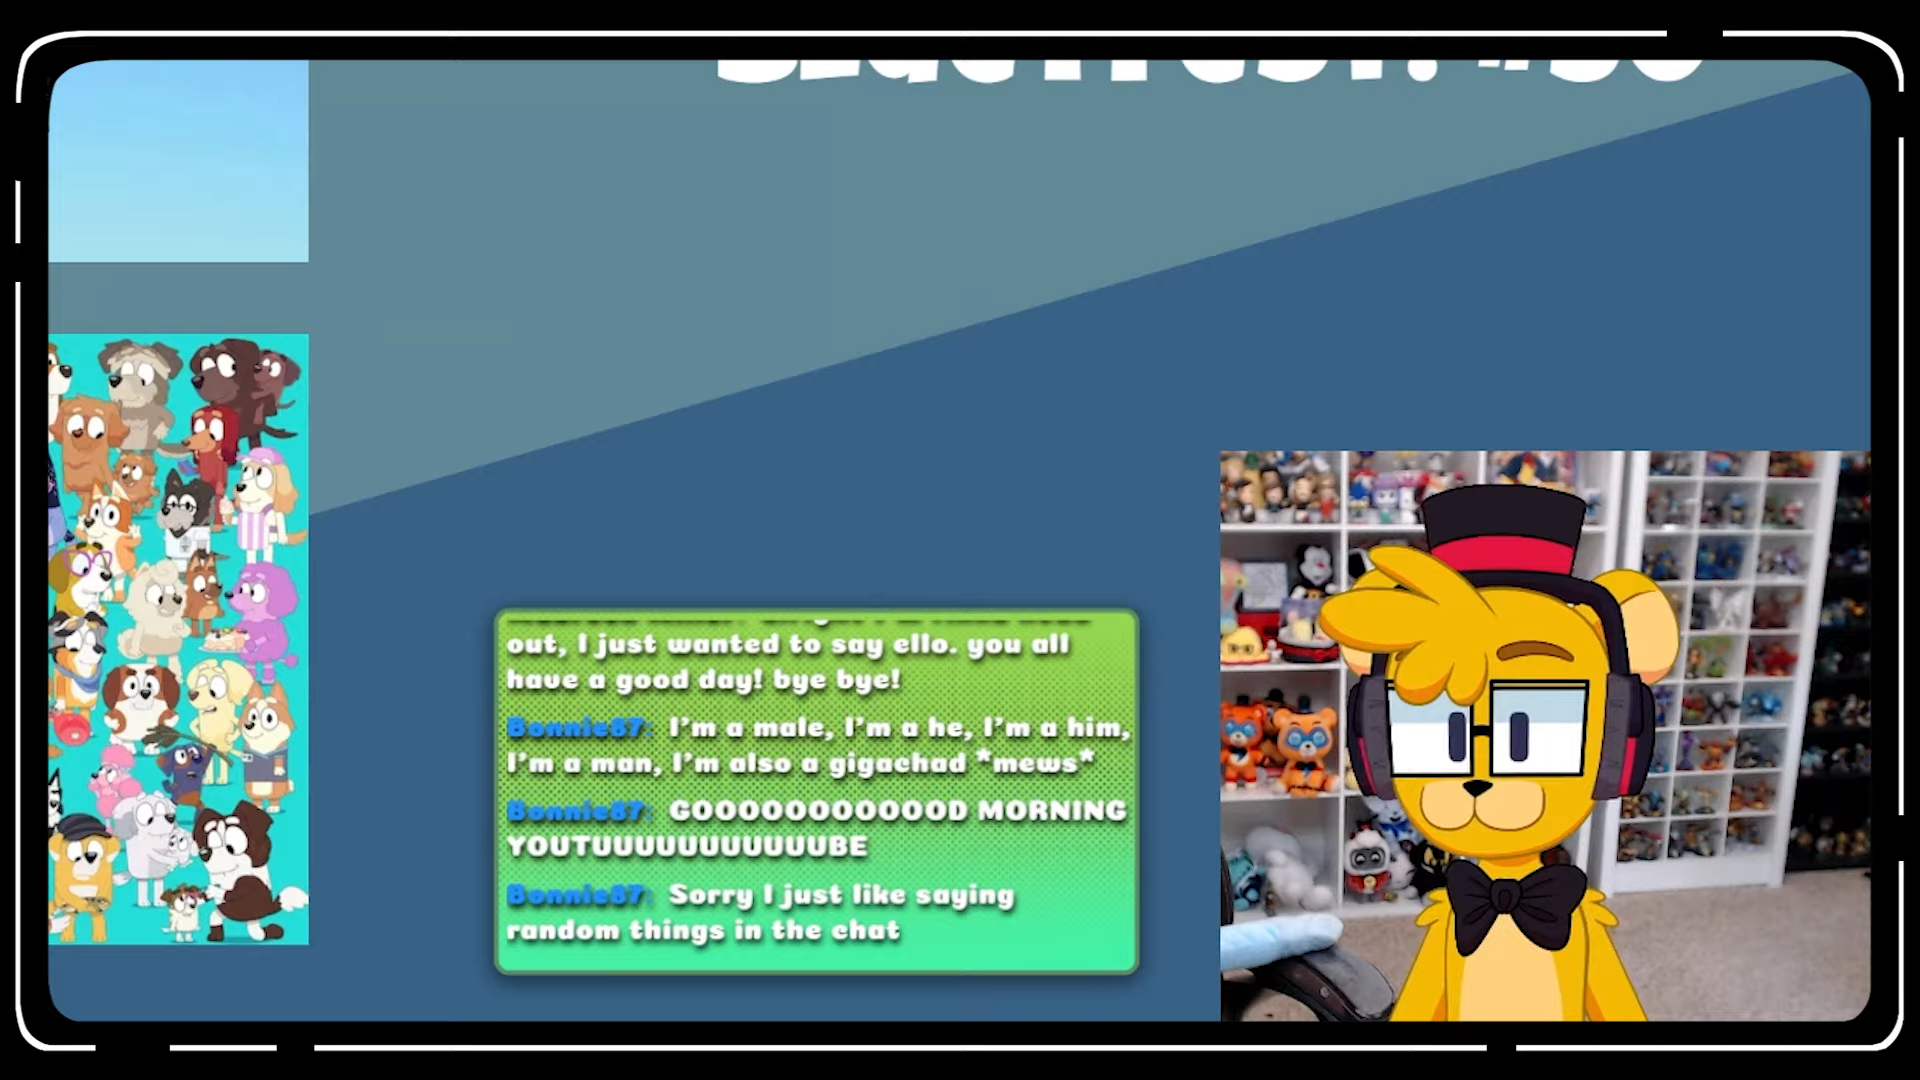 out, I just wanted to say ello. you all
have a good day! bye bye!
Bonnie87: I'm a male, I'm a he, I'm a him,
I'm a man, I'm also a gigachad *mews*
Bonnie87: GOOOOOOOOOOOD MORNING
YOUTUUUUUUUUUUUBE
Bonnie87: Sorry I just like saying
random things in the chat